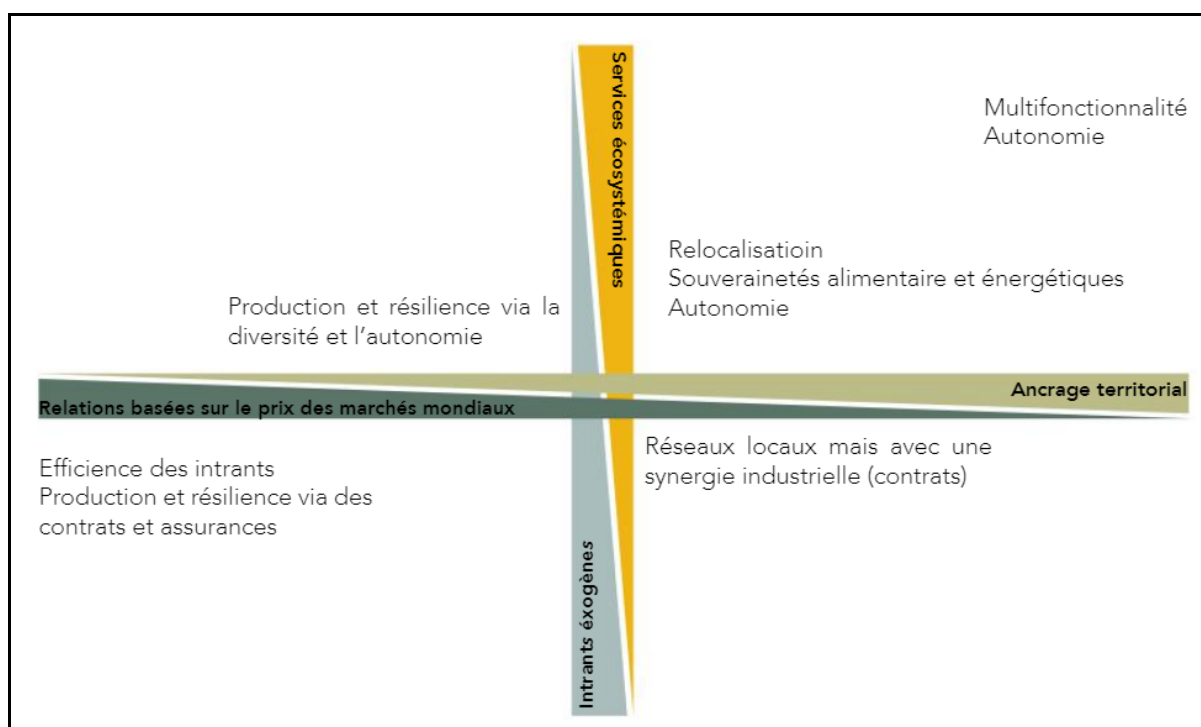 Services écosystémiques
Multifonctionnalité
Autonomie
Relocalisatioin
Souverainetés alimentaire et énergétiques
Autonomie
Production et résilience via la
diversité et l'autonomie
Ancrage territorial
Relations basées sur le prix des marchés mondiaux
Efficience des intrants
Production et résilience via des
contrats et assurances
Réseaux locaux mais avec une
synergie industrielle (contrats)
Intrants éxogènes